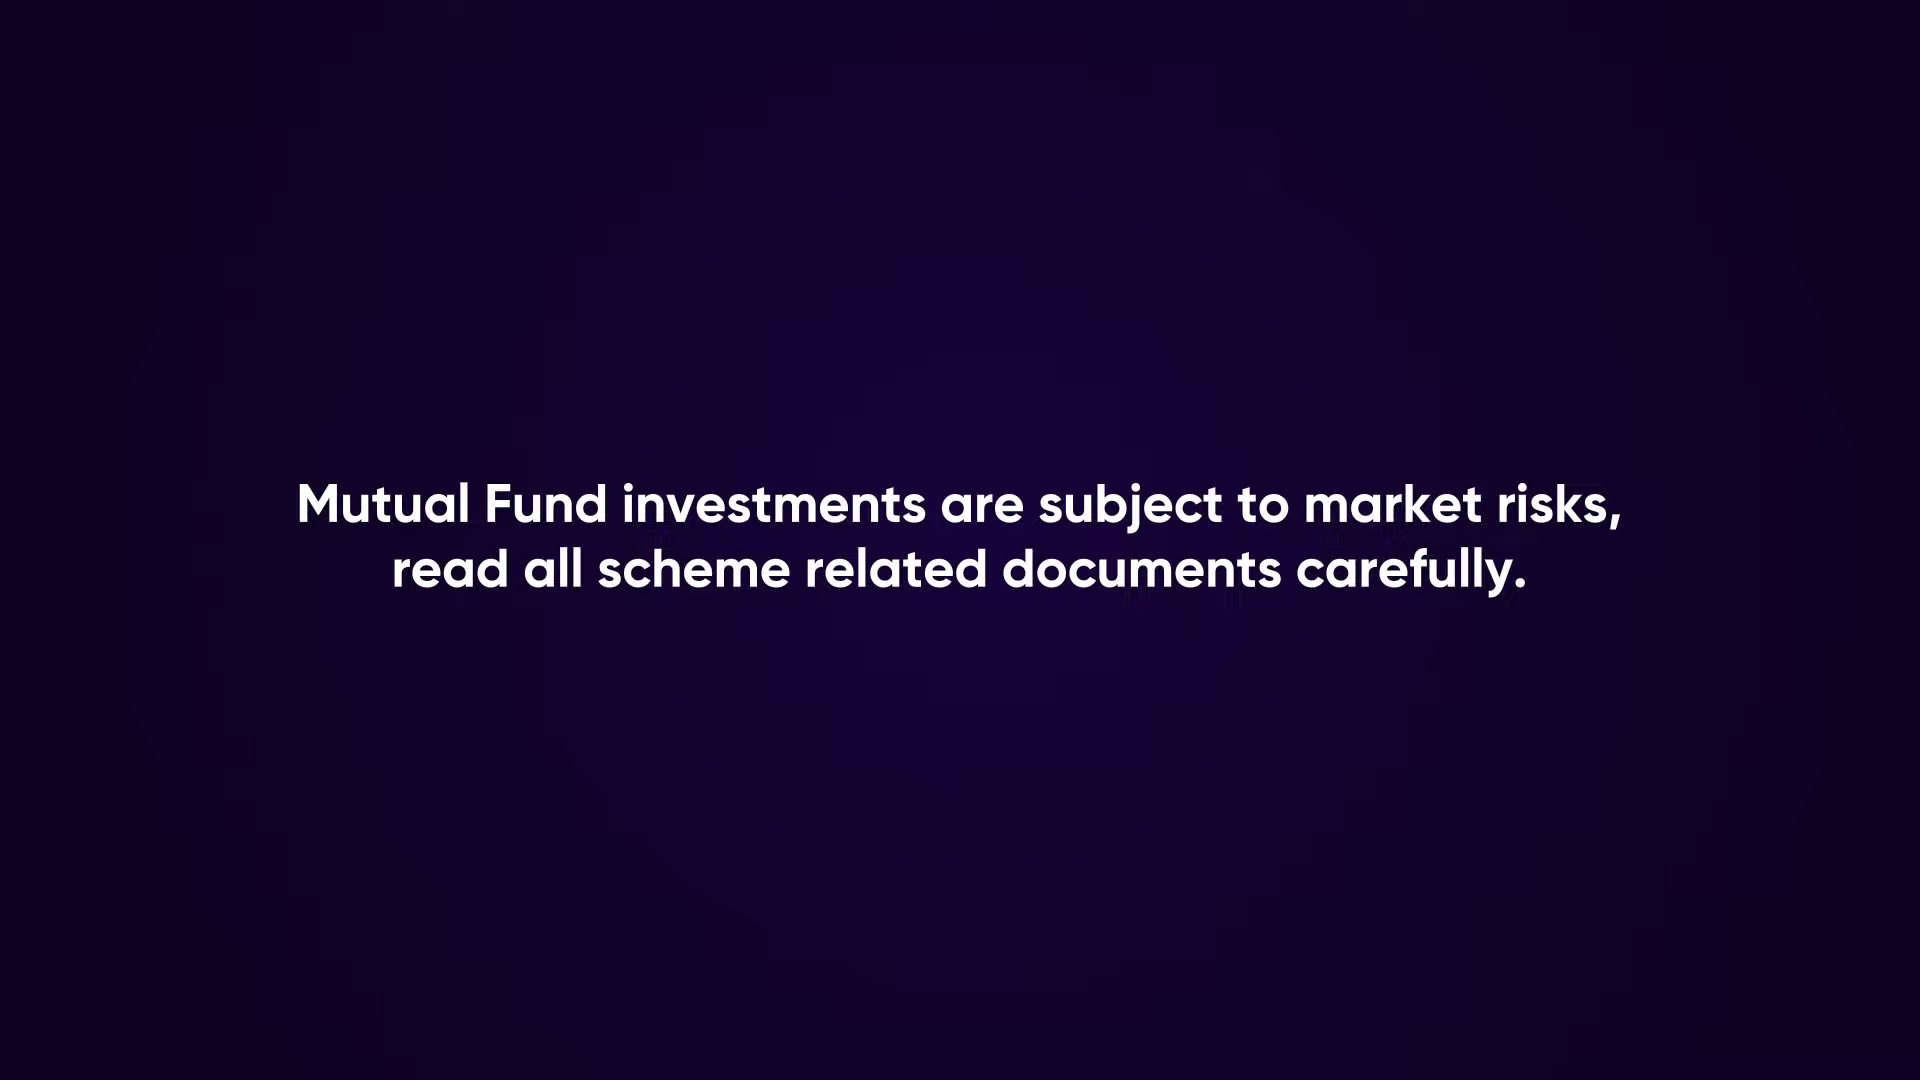 Mutual Fund investments are subject to market risks,
read all scheme related documents carefully.